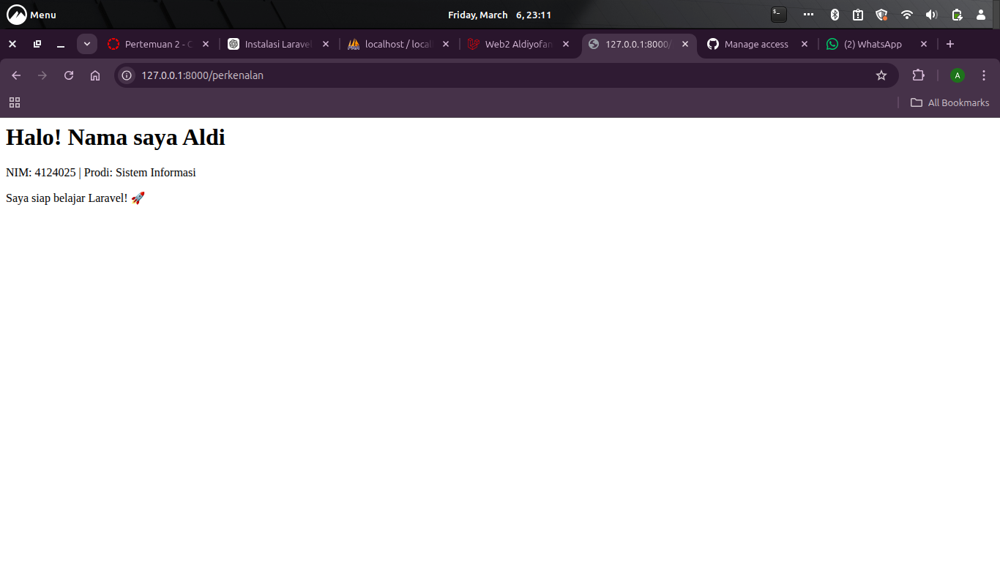 Menu
Friday, March 6, 23:11
Pertemuan 2 - C
Instalasi Laravel
localhost / local
Web2 Aldiyofan
127.0.0.1:8000/
Manage access
(2) WhatsApp
127.0.0.1:8000/perkenalan
A
All Bookmarks
Halo! Nama saya Aldi
NIM: 4124025 | Prodi: Sistem Informasi
Saya siap belajar Laravel! 🚀